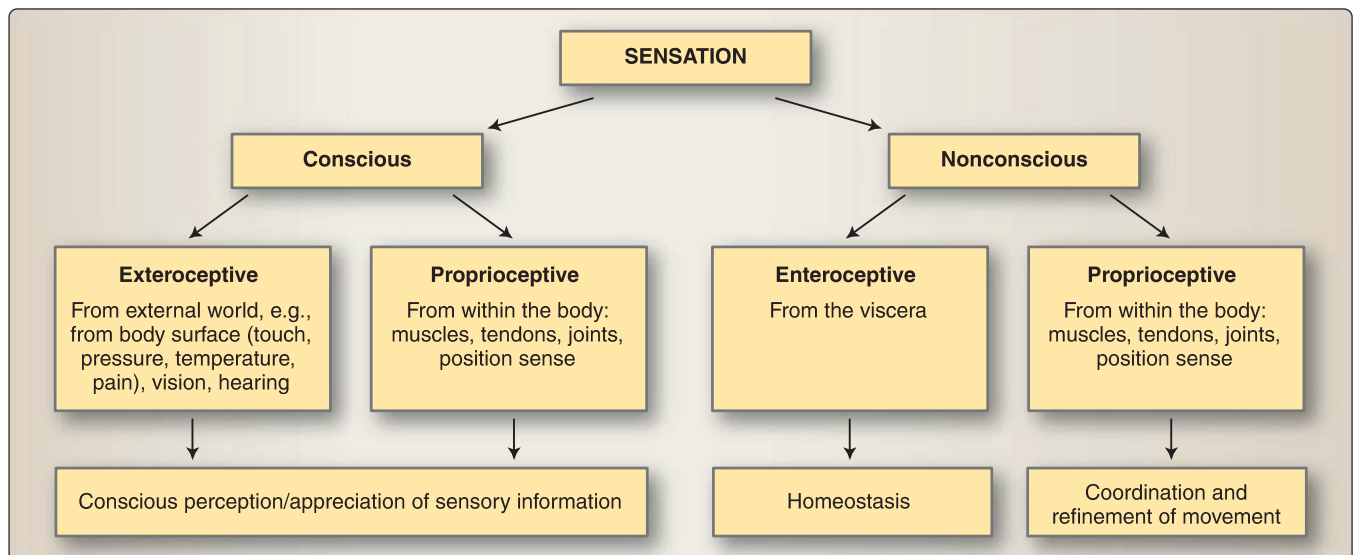 SENSATION
Conscious
Nonconscious
Exteroceptive
From external world, e.g.,
from body surface (touch,
pressure, temperature,
pain), vision, hearing
Proprioceptive
From within the body:
muscles, tendons, joints,
position sense
Enteroceptive
From the viscera
Proprioceptive
From within the body:
muscles, tendons, joints,
position sense
Conscious perception/appreciation of sensory information
Homeostasis
Coordination and
refinement of movement